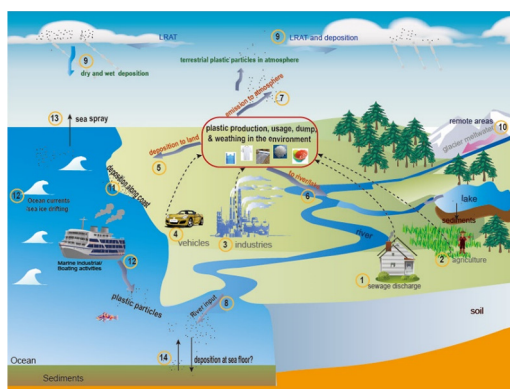 LRAT
9 LRAT and deposition
9
dry and wet deposition
terrestrial plastic particles in atmosphere
emission to atmosphere
7
13 sea spray
plastic production, usage, dump,
& weathing in the environment
deposition to land
5
remote areas
10
glacier meltwater
deposition along coast
11
to riverlake
6
Ocean currents
Sea ice drifting
lake
sediments
4
vehicles
3 industries
river
Marine Industrial/
Boating activities
12
1
sewage discharge
2 agriculture
plastic particles
River input
8
soil
14
deposition at sea floor?
Ocean
Sediments